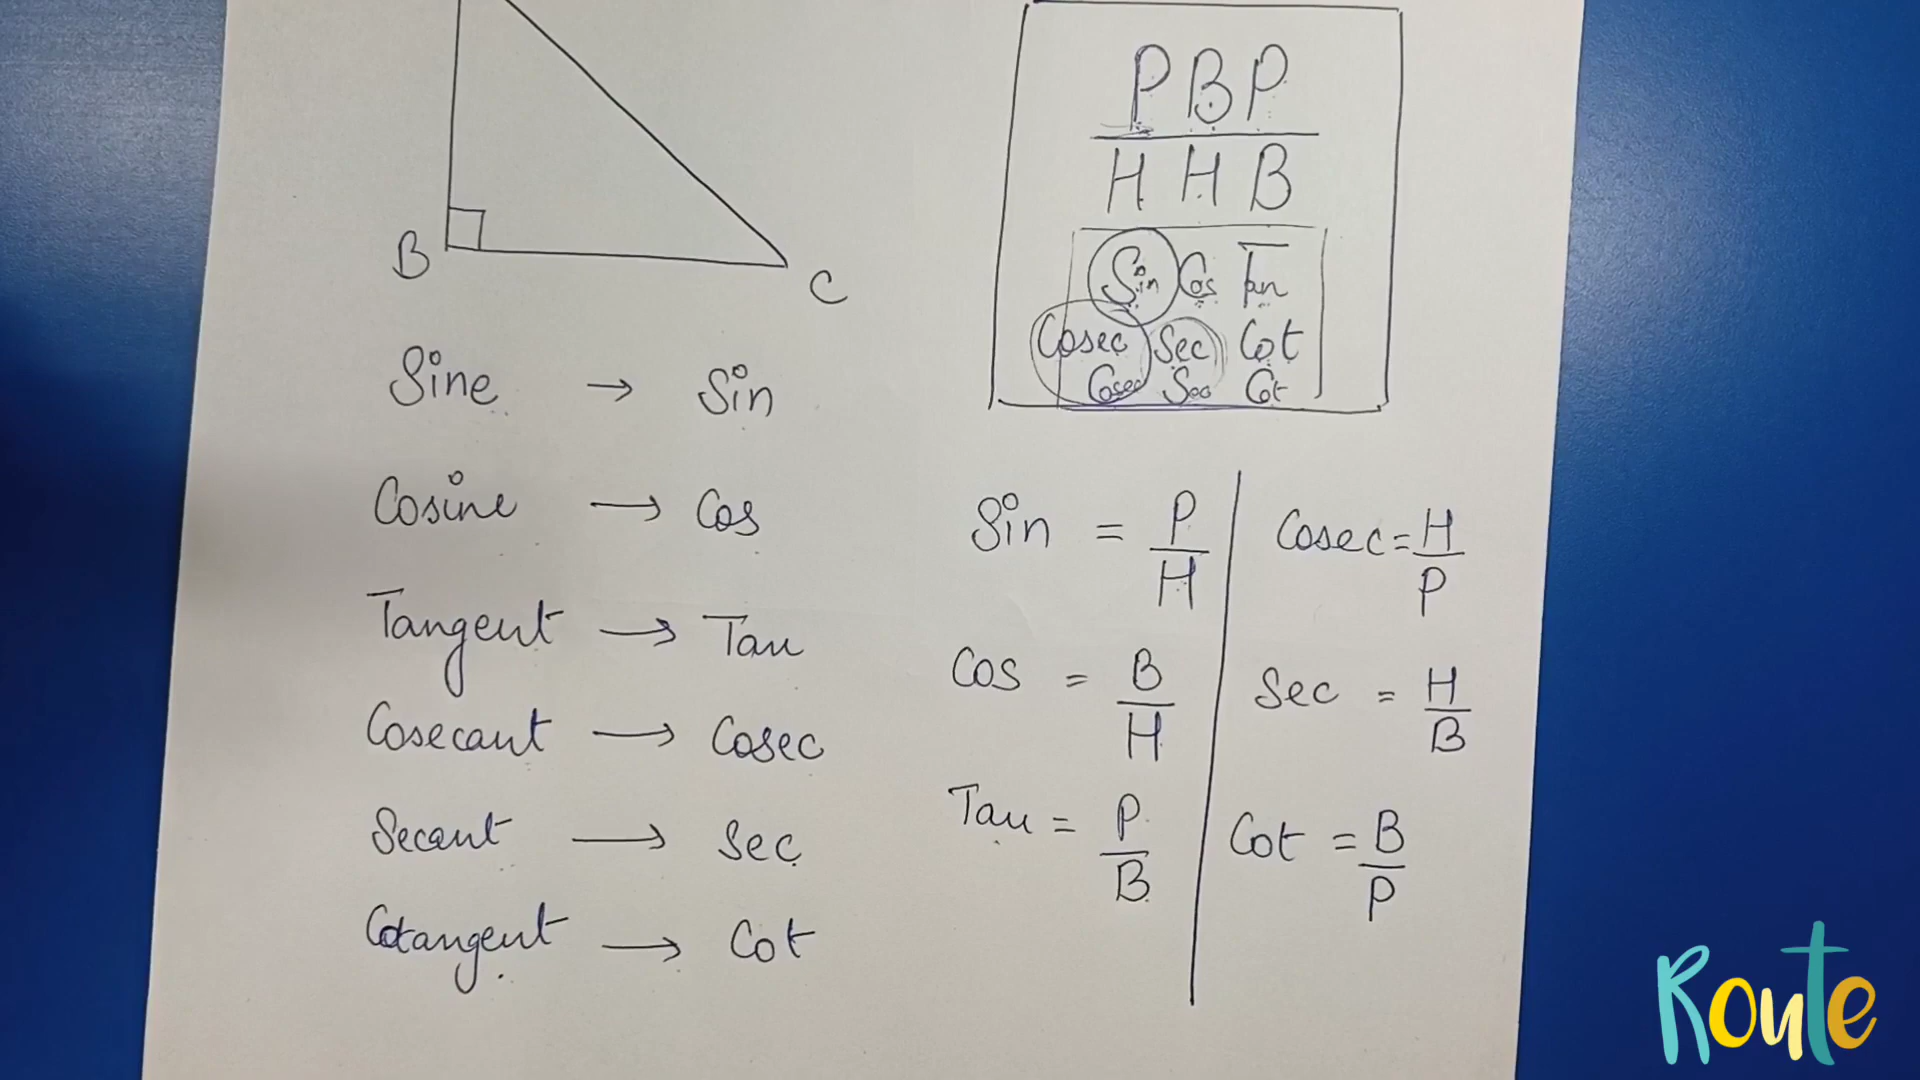 B
C
Sine → Sin
Cosine → Cos
Tangent → Tan
Cosecant → Cosec
Secant → Sec
Cotangent → Cot
P B P
H H B
Sin Cos Tan
Cosec Sec Cot
Cosec Sec Cot
Sin = P/H
Cos = B/H
Tan = P/B
Cosec = H/P
Sec = H/B
Cot = B/P
Route